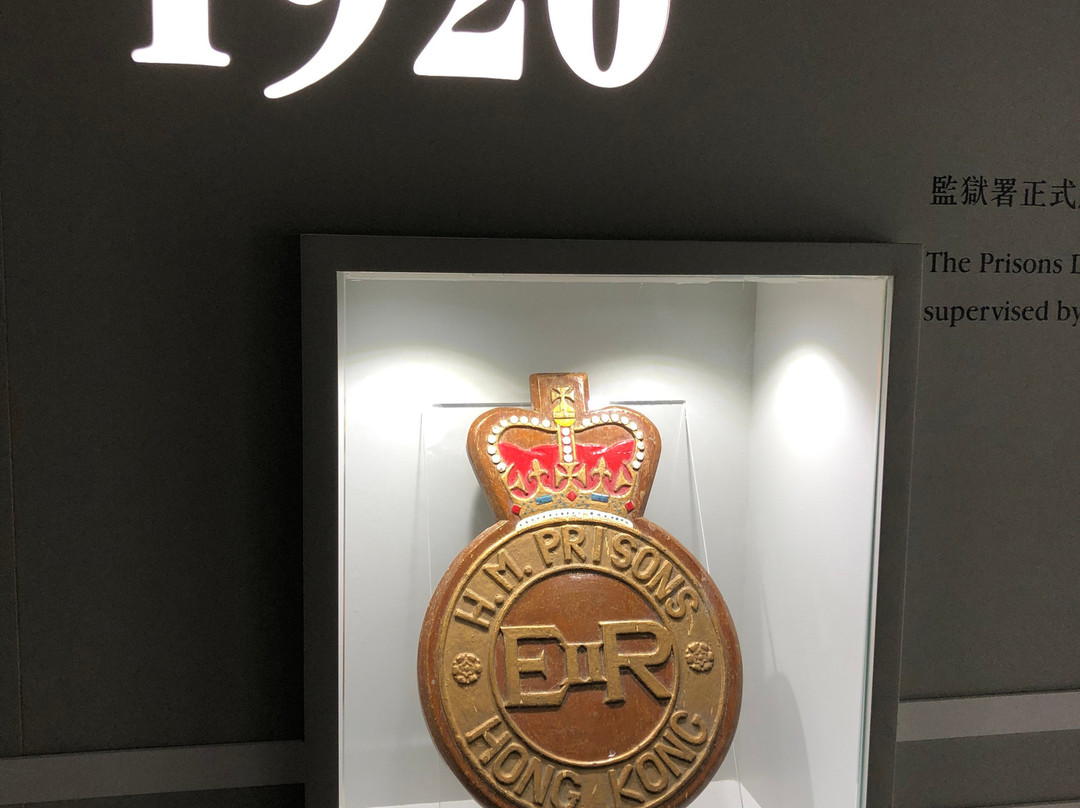 1920
監獄署正式
The Prisons
supervised by
H.M. PRISONS
EIIR
HONG KONG